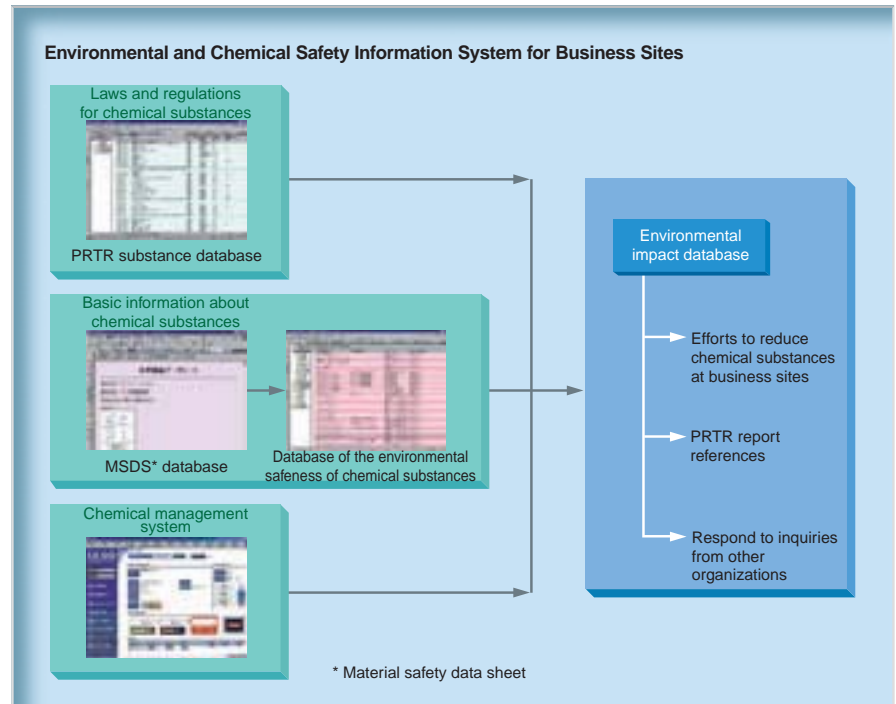 Environmental and Chemical Safety Information System for Business Sites
Laws and regulations
for chemical substances
PRTR substance database
Basic information about
chemical substances
MSDS* database
Database of the environmental
safeness of chemical substances
Chemical management
system
Environmental
impact database
Efforts to reduce
chemical substances
at business sites
PRTR report
references
Respond to inquiries
from other
organizations
* Material safety data sheet